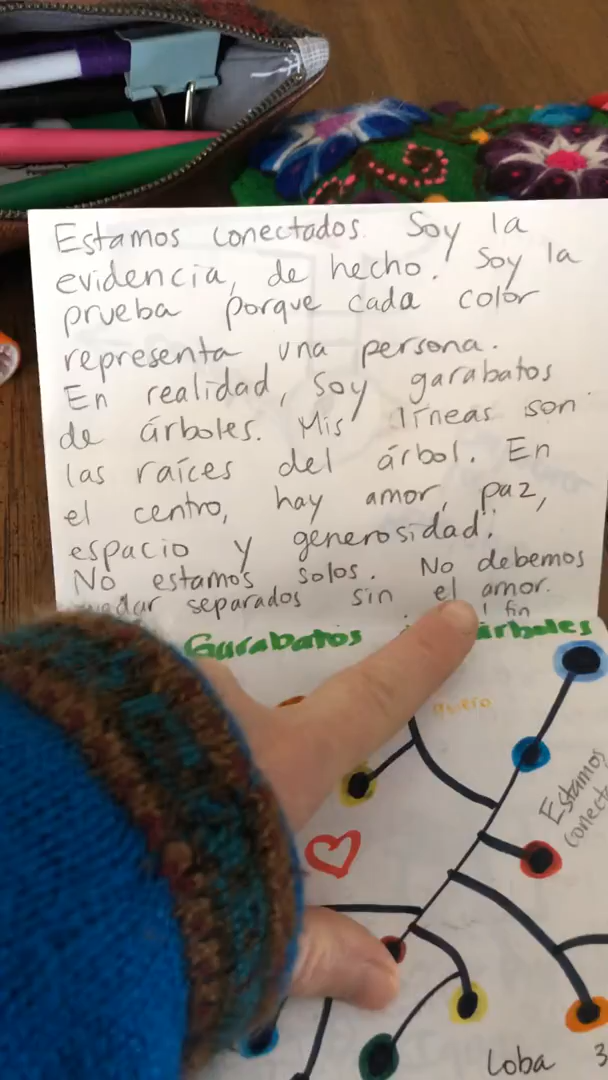 Estamos conectados. Soy la
evidencia, de hecho. Soy la
prueba porque cada color
representa una persona.
En realidad, soy garabatos
de árboles. Mis líneas son
las raíces del árbol. En
el centro, hay amor, paz,
espacio y generosidad.
No estamos solos. No debemos
separados sin el amor.
fin
Garabatos árboles
Estamos
Loba 3